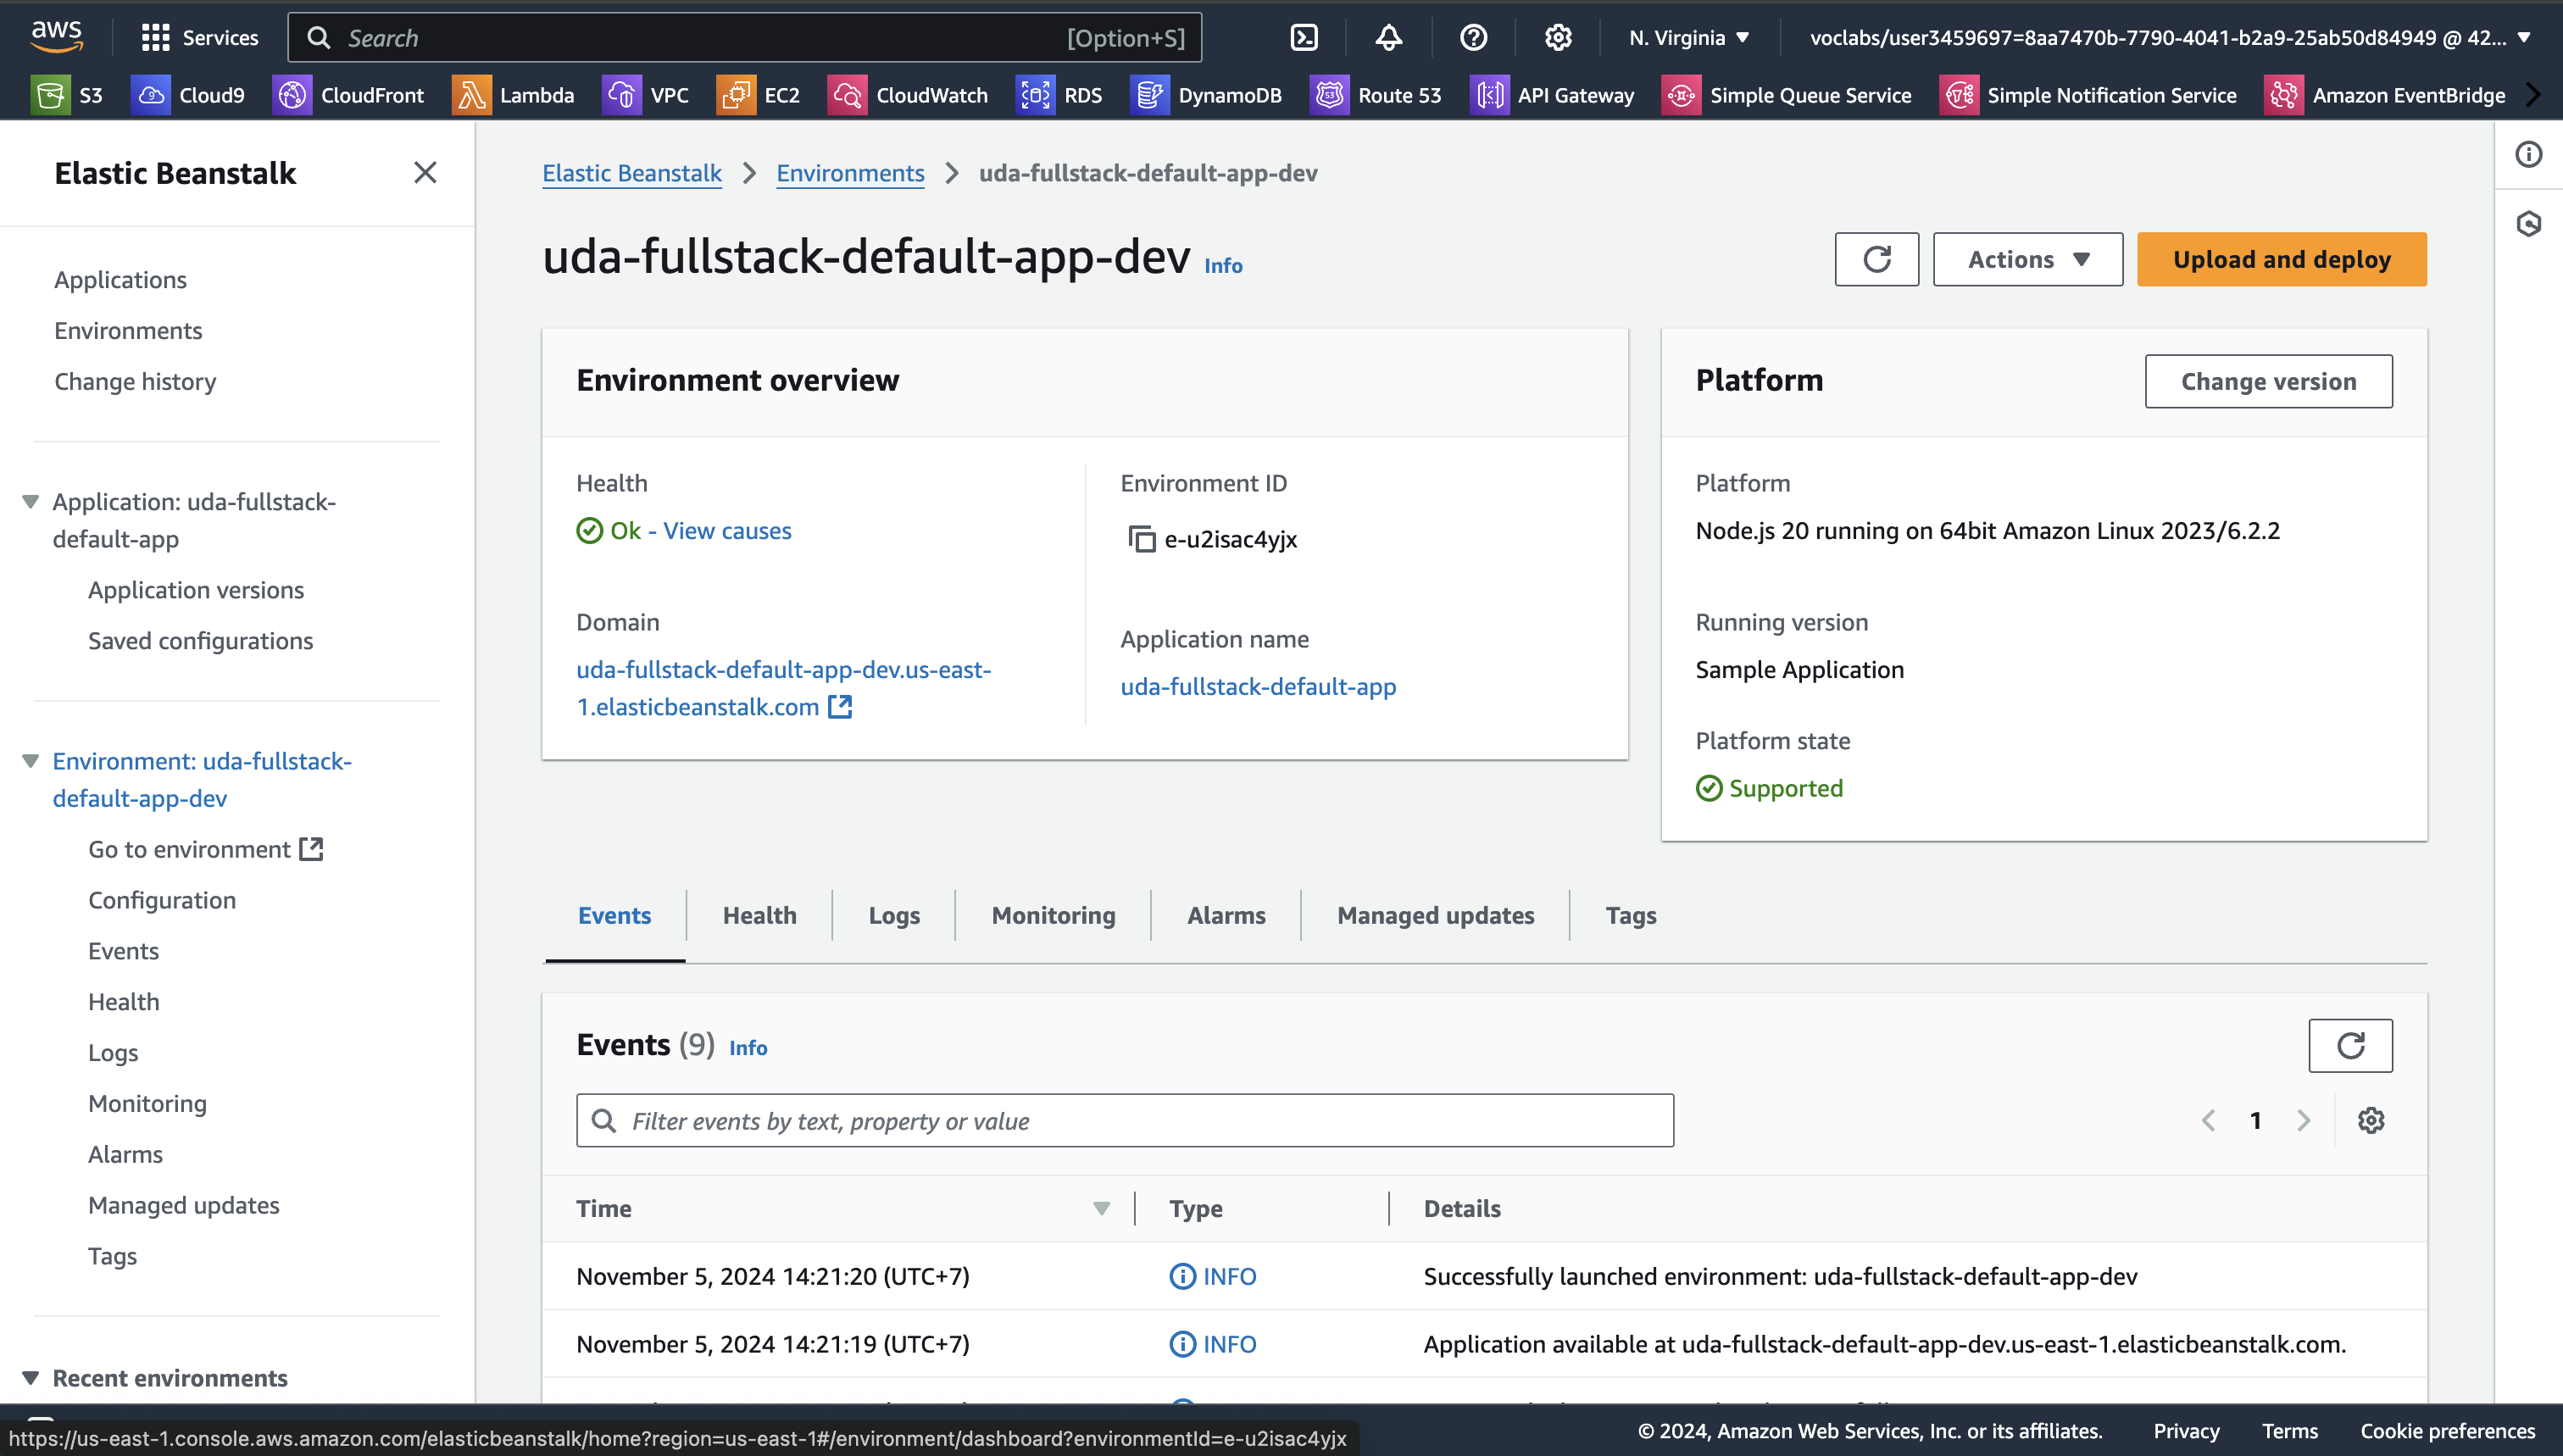 aws
Services
Search
[Option+S]
N. Virginia
voclabs/user3459697=8aa7470b-7790-4041-b2a9-25ab50d84949 @ 42...
S3
Cloud9
CloudFront
Lambda
VPC
EC2
CloudWatch
RDS
DynamoDB
Route 53
API Gateway
Simple Queue Service
Simple Notification Service
Amazon EventBridge
Elastic Beanstalk
Applications
Environments
Change history
Application: uda-fullstack-
default-app
Application versions
Saved configurations
Environment: uda-fullstack-
default-app-dev
Go to environment
Configuration
Events
Health
Logs
Monitoring
Alarms
Managed updates
Tags
Recent environments
Elastic Beanstalk
Environments
uda-fullstack-default-app-dev
uda-fullstack-default-app-dev Info
Actions
Upload and deploy
Environment overview
Health
Ok - View causes
Domain
uda-fullstack-default-app-dev.us-east-
1.elasticbeanstalk.com
Environment ID
e-u2isac4yjx
Application name
uda-fullstack-default-app
Platform
Change version
Platform
Node.js 20 running on 64bit Amazon Linux 2023/6.2.2
Running version
Sample Application
Platform state
Supported
Events
Health
Logs
Monitoring
Alarms
Managed updates
Tags
Events (9) Info
Filter events by text, property or value
1
Time
Type
Details
November 5, 2024 14:21:20 (UTC+7)
INFO
Successfully launched environment: uda-fullstack-default-app-dev
November 5, 2024 14:21:19 (UTC+7)
INFO
Application available at uda-fullstack-default-app-dev.us-east-1.elasticbeanstalk.com.
https://us-east-1.console.aws.amazon.com/elasticbeanstalk/home?region=us-east-1#/environment/dashboard?environmentId=e-u2isac4yjx
© 2024, Amazon Web Services, Inc. or its affiliates.
Privacy
Terms
Cookie preferences